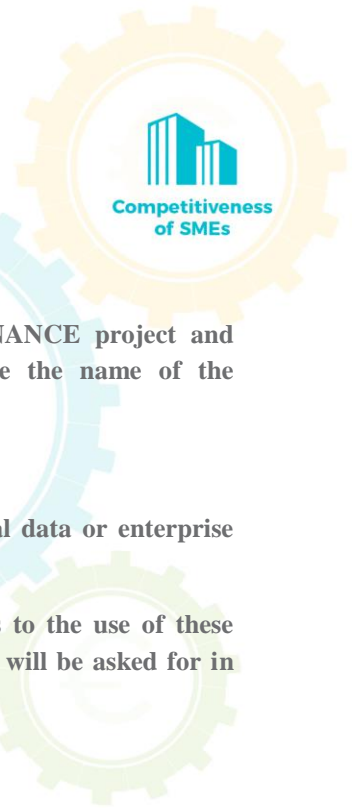 Competitiveness
of SMEs
NANCE project and
e the name of the
al data or enterprise
s to the use of these
will be asked for in